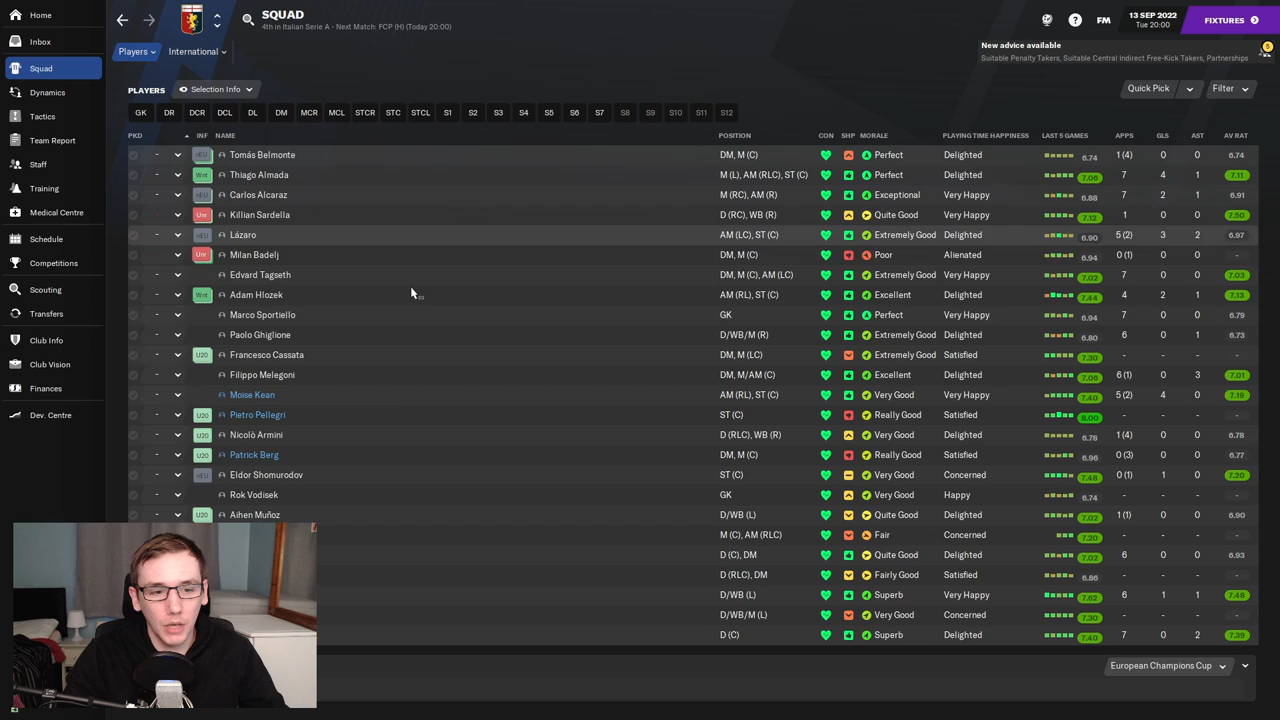 Home
SQUAD
4th in Italian Serie A - Next Match: FCP (H) (Today 20:00)
FM
13 SEP 2022
Tue 20:00
FIXTURES
Inbox
Players
International
New advice available
Suitable Penalty Takers, Suitable Central Indirect Free-Kick Takers, Partnerships
5
Squad
Dynamics
Tactics
Team Report
Staff
Training
Medical Centre
Schedule
Competitions
Scouting
Transfers
Club Info
Club Vision
Finances
Dev. Centre
PLAYERS
Selection Info
Quick Pick
Filter
GK DR DCR DCL DL DM MCR MCL STCR STC STCL S1 S2 S3 S4 S5 S6 S7 S8 S9 S10 S11 S12
PKD INF NAME POSITION CON SHP MORALE PLAYING TIME HAPPINESS LAST 5 GAMES APPS GLS AST AV RAT
- nEU Tomás Belmonte DM, M (C) Perfect Delighted 6.74 1 (4) 0 0 6.74
- Wnt Thiago Almada M (L), AM (RLC), ST (C) Perfect Delighted 7.06 7 4 1 7.11
- nEU Carlos Alcaraz M (RC), AM (R) Exceptional Very Happy 6.88 7 2 1 6.91
- Unr Killian Sardella D (RC), WB (R) Quite Good Very Happy 7.12 1 0 0 7.50
- nEU Lázaro AM (LC), ST (C) Extremely Good Delighted 6.90 5 (2) 3 2 6.97
- Unr Milan Badelj DM, M (C) Poor Alienated 6.94 0 (1) 0 0 -
- Edvard Tagseth DM, M (C), AM (LC) Extremely Good Very Happy 7.02 7 0 0 7.03
- Wnt Adam Hlozek AM (RL), ST (C) Excellent Delighted 7.44 4 2 1 7.13
- Marco Sportiello GK Perfect Very Happy 6.94 7 0 0 6.79
- Paolo Ghiglione D/WB/M (R) Extremely Good Delighted 6.80 6 0 1 6.73
- U20 Francesco Cassata DM, M (LC) Extremely Good Satisfied 7.30 - - - -
- Filippo Melegoni DM, M/AM (C) Excellent Delighted 7.06 6 (1) 0 3 7.01
- Moise Kean AM (RL), ST (C) Very Good Very Happy 7.40 5 (2) 4 0 7.19
- U20 Pietro Pellegri ST (C) Really Good Satisfied 8.00 - - - -
- U20 Nicolò Armini D (RLC), WB (R) Very Good Delighted 6.78 1 (4) 0 0 6.78
- U20 Patrick Berg DM, M (C) Really Good Satisfied 6.96 0 (3) 0 0 6.77
- nEU Eldor Shomurodov ST (C) Very Good Concerned 7.48 0 (1) 1 0 7.20
- Rok Vodisek GK Very Good Happy 6.74 - - - -
- U20 Aihen Muñoz D/WB (L) Quite Good Delighted 7.02 1 (1) 0 0 6.90
M (C), AM (RLC) Fair Concerned 7.20 - - - -
D (C), DM Quite Good Delighted 7.02 6 0 0 6.93
D (RLC), DM Fairly Good Satisfied 6.86 - - - -
D/WB (L) Superb Very Happy 7.62 6 1 1 7.48
D/WB/M (L) Very Good Concerned 7.30 - - - -
D (C) Superb Delighted 7.40 7 0 2 7.39
European Champions Cup